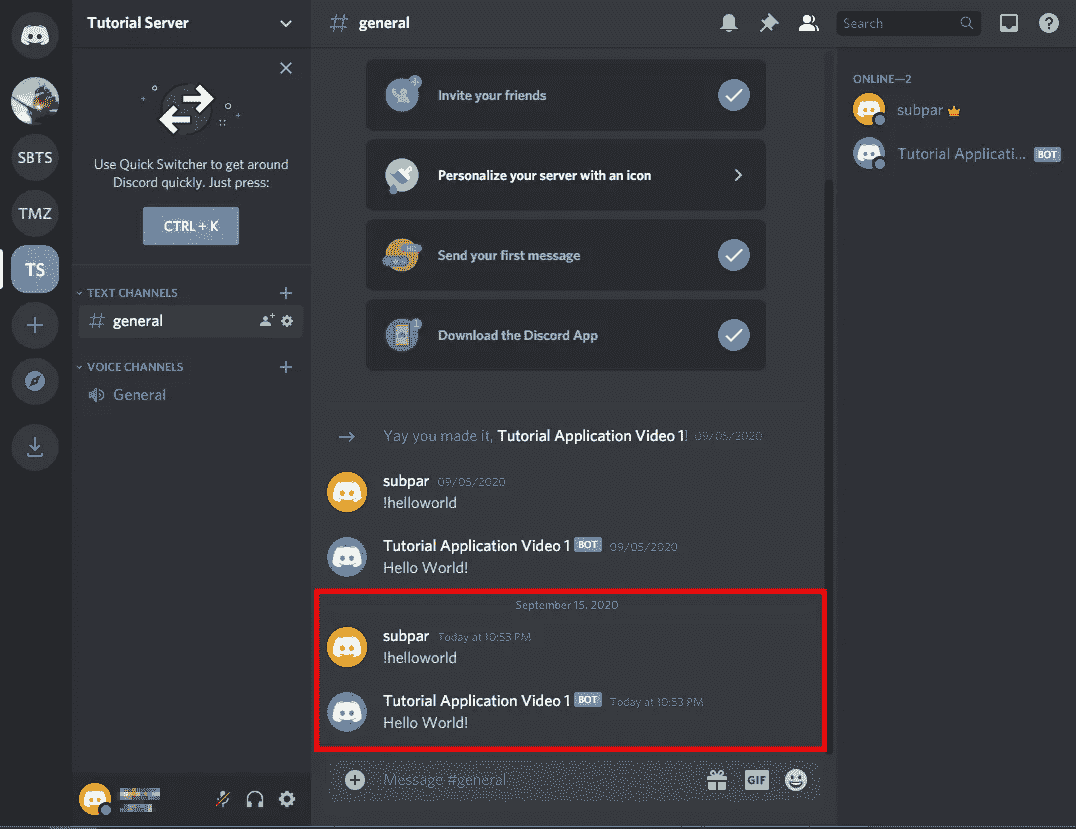 Tutorial Server
Use Quick Switcher to get around
Discord quickly. Just press:
CTRL + K
SBTS
TMZ
TS
TEXT CHANNELS
general
VOICE CHANNELS
General
# general
Search
Invite your friends
Personalize your server with an icon
Send your first message
Download the Discord App
Yay you made it, Tutorial Application Video 1! 09/05/2020
subpar 09/05/2020
!helloworld
Tutorial Application Video 1 BOT 09/05/2020
Hello World!
September 15, 2020
subpar Today at 10:53 PM
!helloworld
Tutorial Application Video 1 BOT Today at 10:53 PM
Hello World!
Message #general
GIF
ONLINE—2
subpar
Tutorial Applicati... BOT